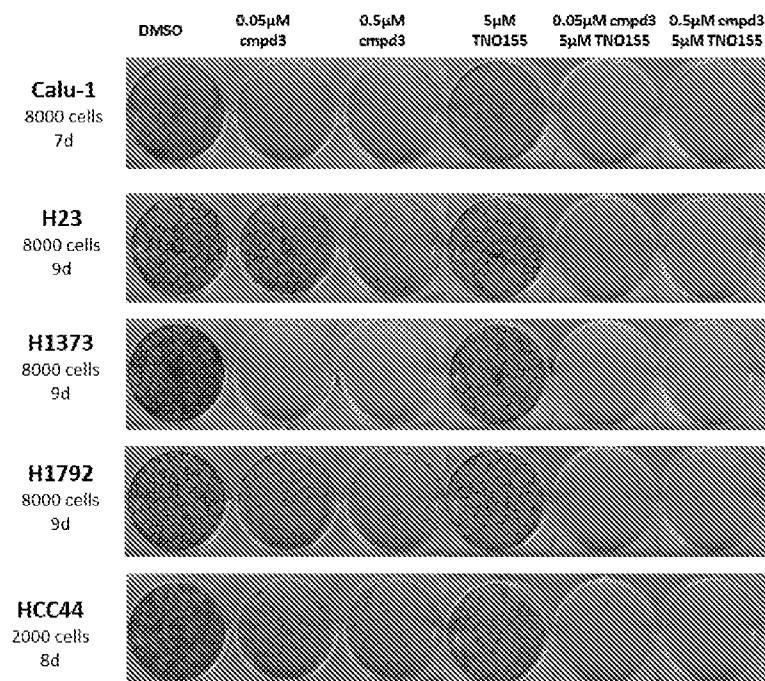 DMSO
0.05µM
cmpd3
0.5µM
cmpd3
5µM
TNO155
0.05µM cmpd3
5µM TNO155
0.5µM cmpd3
5µM TNO155
Calu-1
8000 cells
7d
H23
8000 cells
9d
H1373
8000 cells
9d
H1792
8000 cells
9d
HCC44
2000 cells
8d